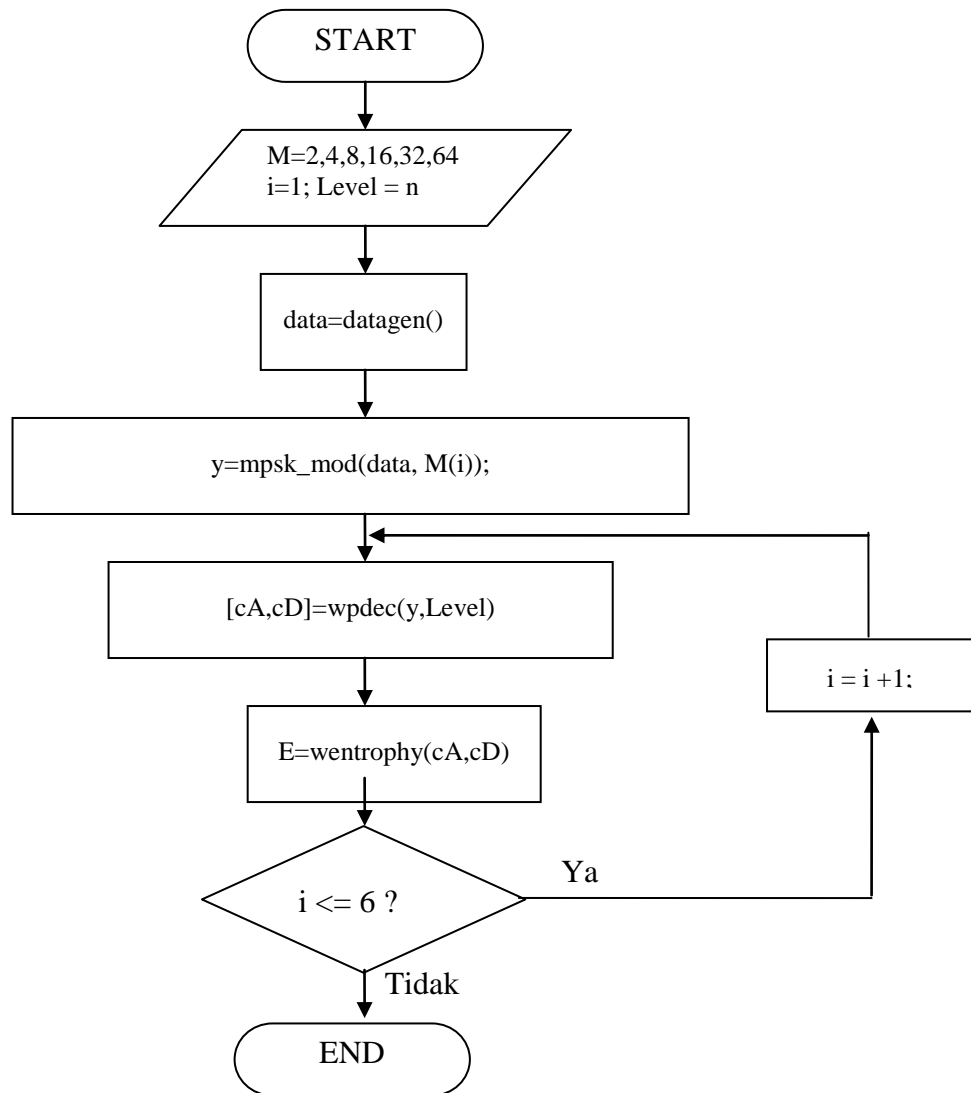 START
M=2,4,8,16,32,64
i=1; Level = n
data=datagen()
y=mpsk_mod(data, M(i));
[cA,cD]=wpdec(y,Level)
i = i +1;
E=wentrophy(cA,cD)
Ya
i <= 6 ?
Tidak
END